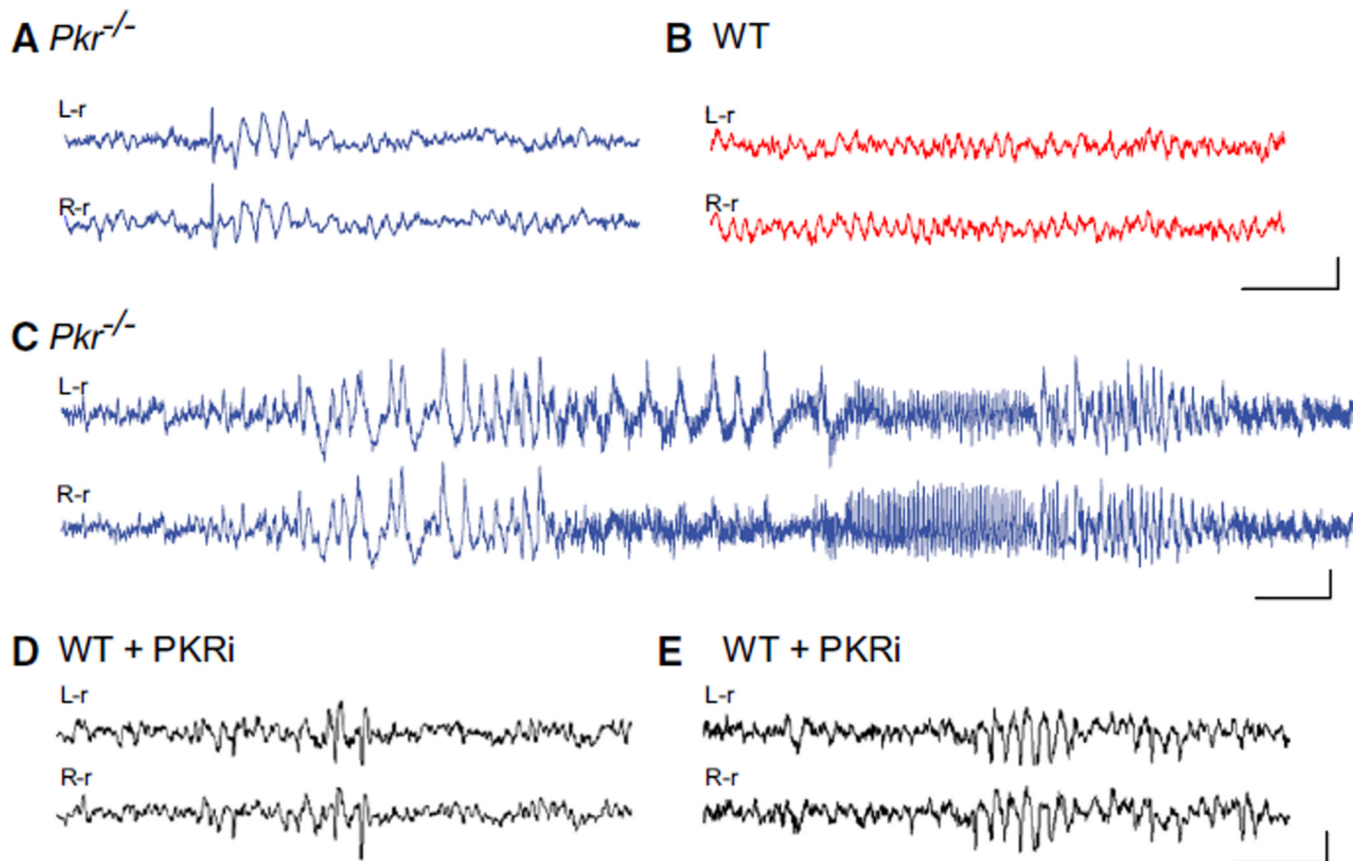 A Pkr-/-
B WT
L-r
R-r
L-r
R-r
C Pkr-/-
L-r
R-r
D WT + PKRi
E WT + PKRi
L-r
R-r
L-r
R-r